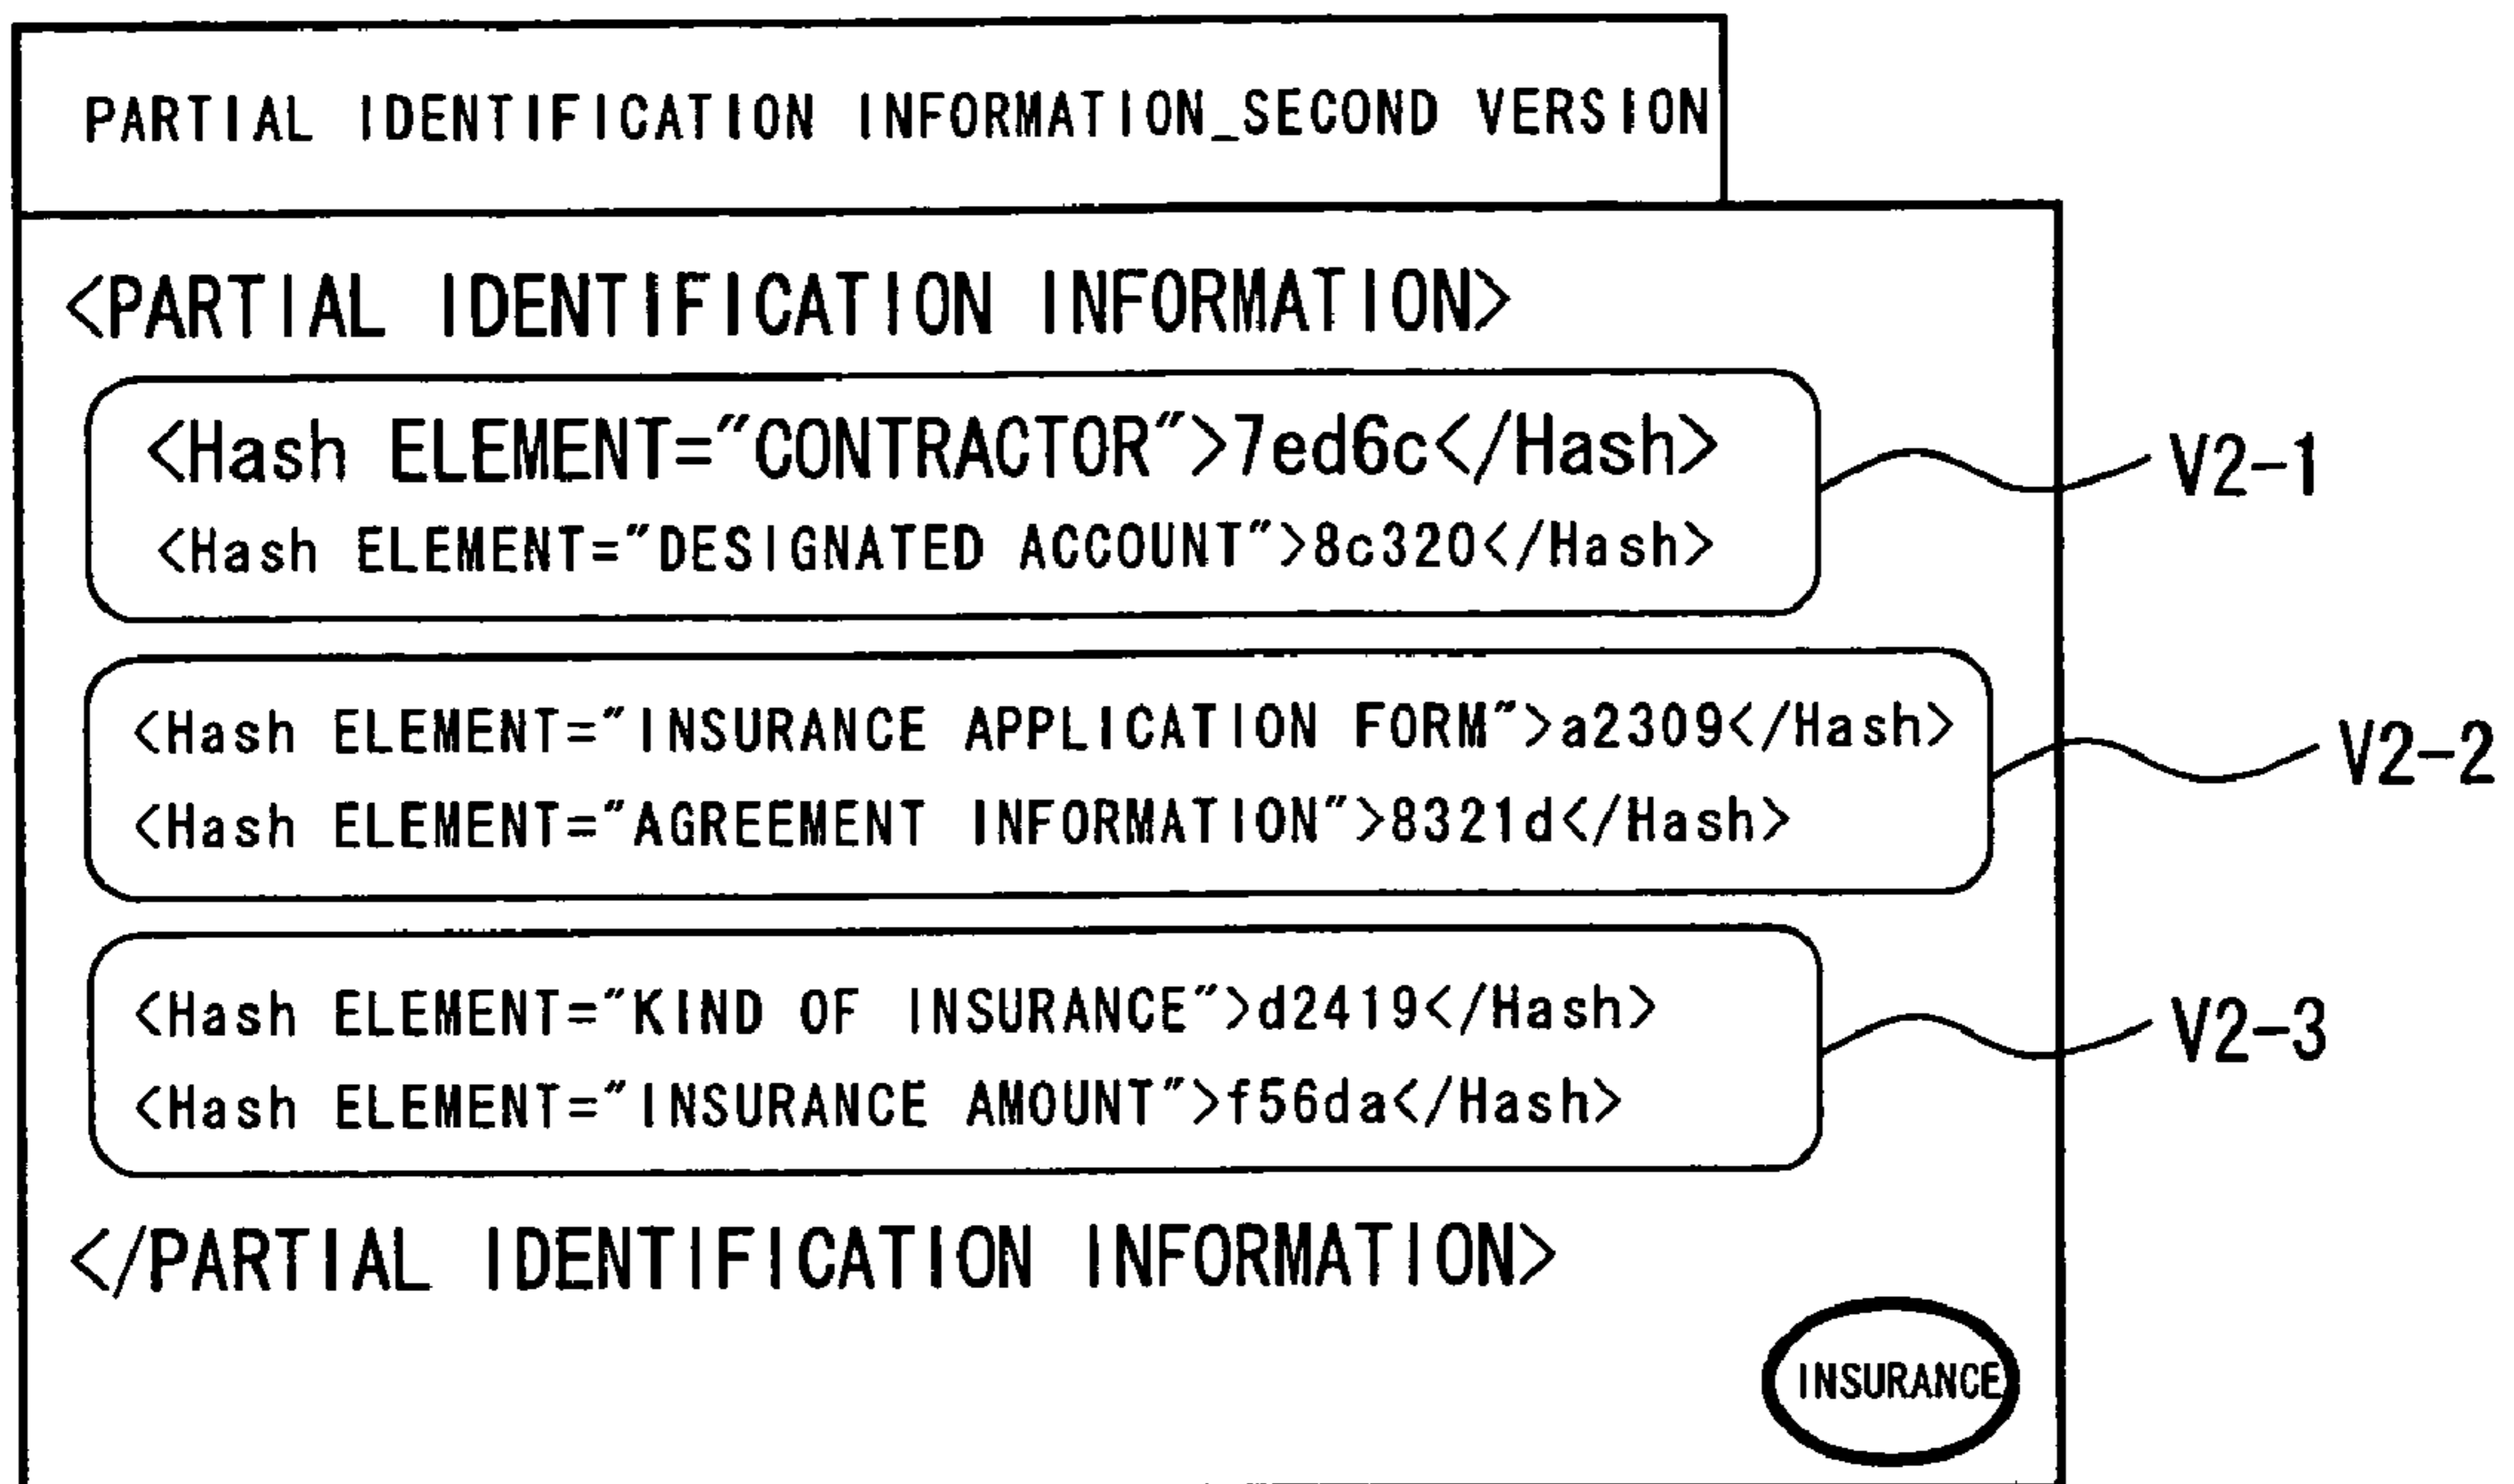 PARTIAL IDENTIFICATION INFORMATION_SECOND VERSION
<PARTIAL IDENTIFICATION INFORMATION>
<Hash ELEMENT="CONTRACTOR">7ed6c</Hash>
<Hash ELEMENT="DESIGNATED ACCOUNT">8c320</Hash>
V2-1
<Hash ELEMENT="INSURANCE APPLICATION FORM">a2309</Hash>
<Hash ELEMENT="AGREEMENT INFORMATION">8321d</Hash>
V2-2
<Hash ELEMENT="KIND OF INSURANCE">d2419</Hash>
<Hash ELEMENT="INSURANCE AMOUNT">f56da</Hash>
V2-3
</PARTIAL IDENTIFICATION INFORMATION>
INSURANCE